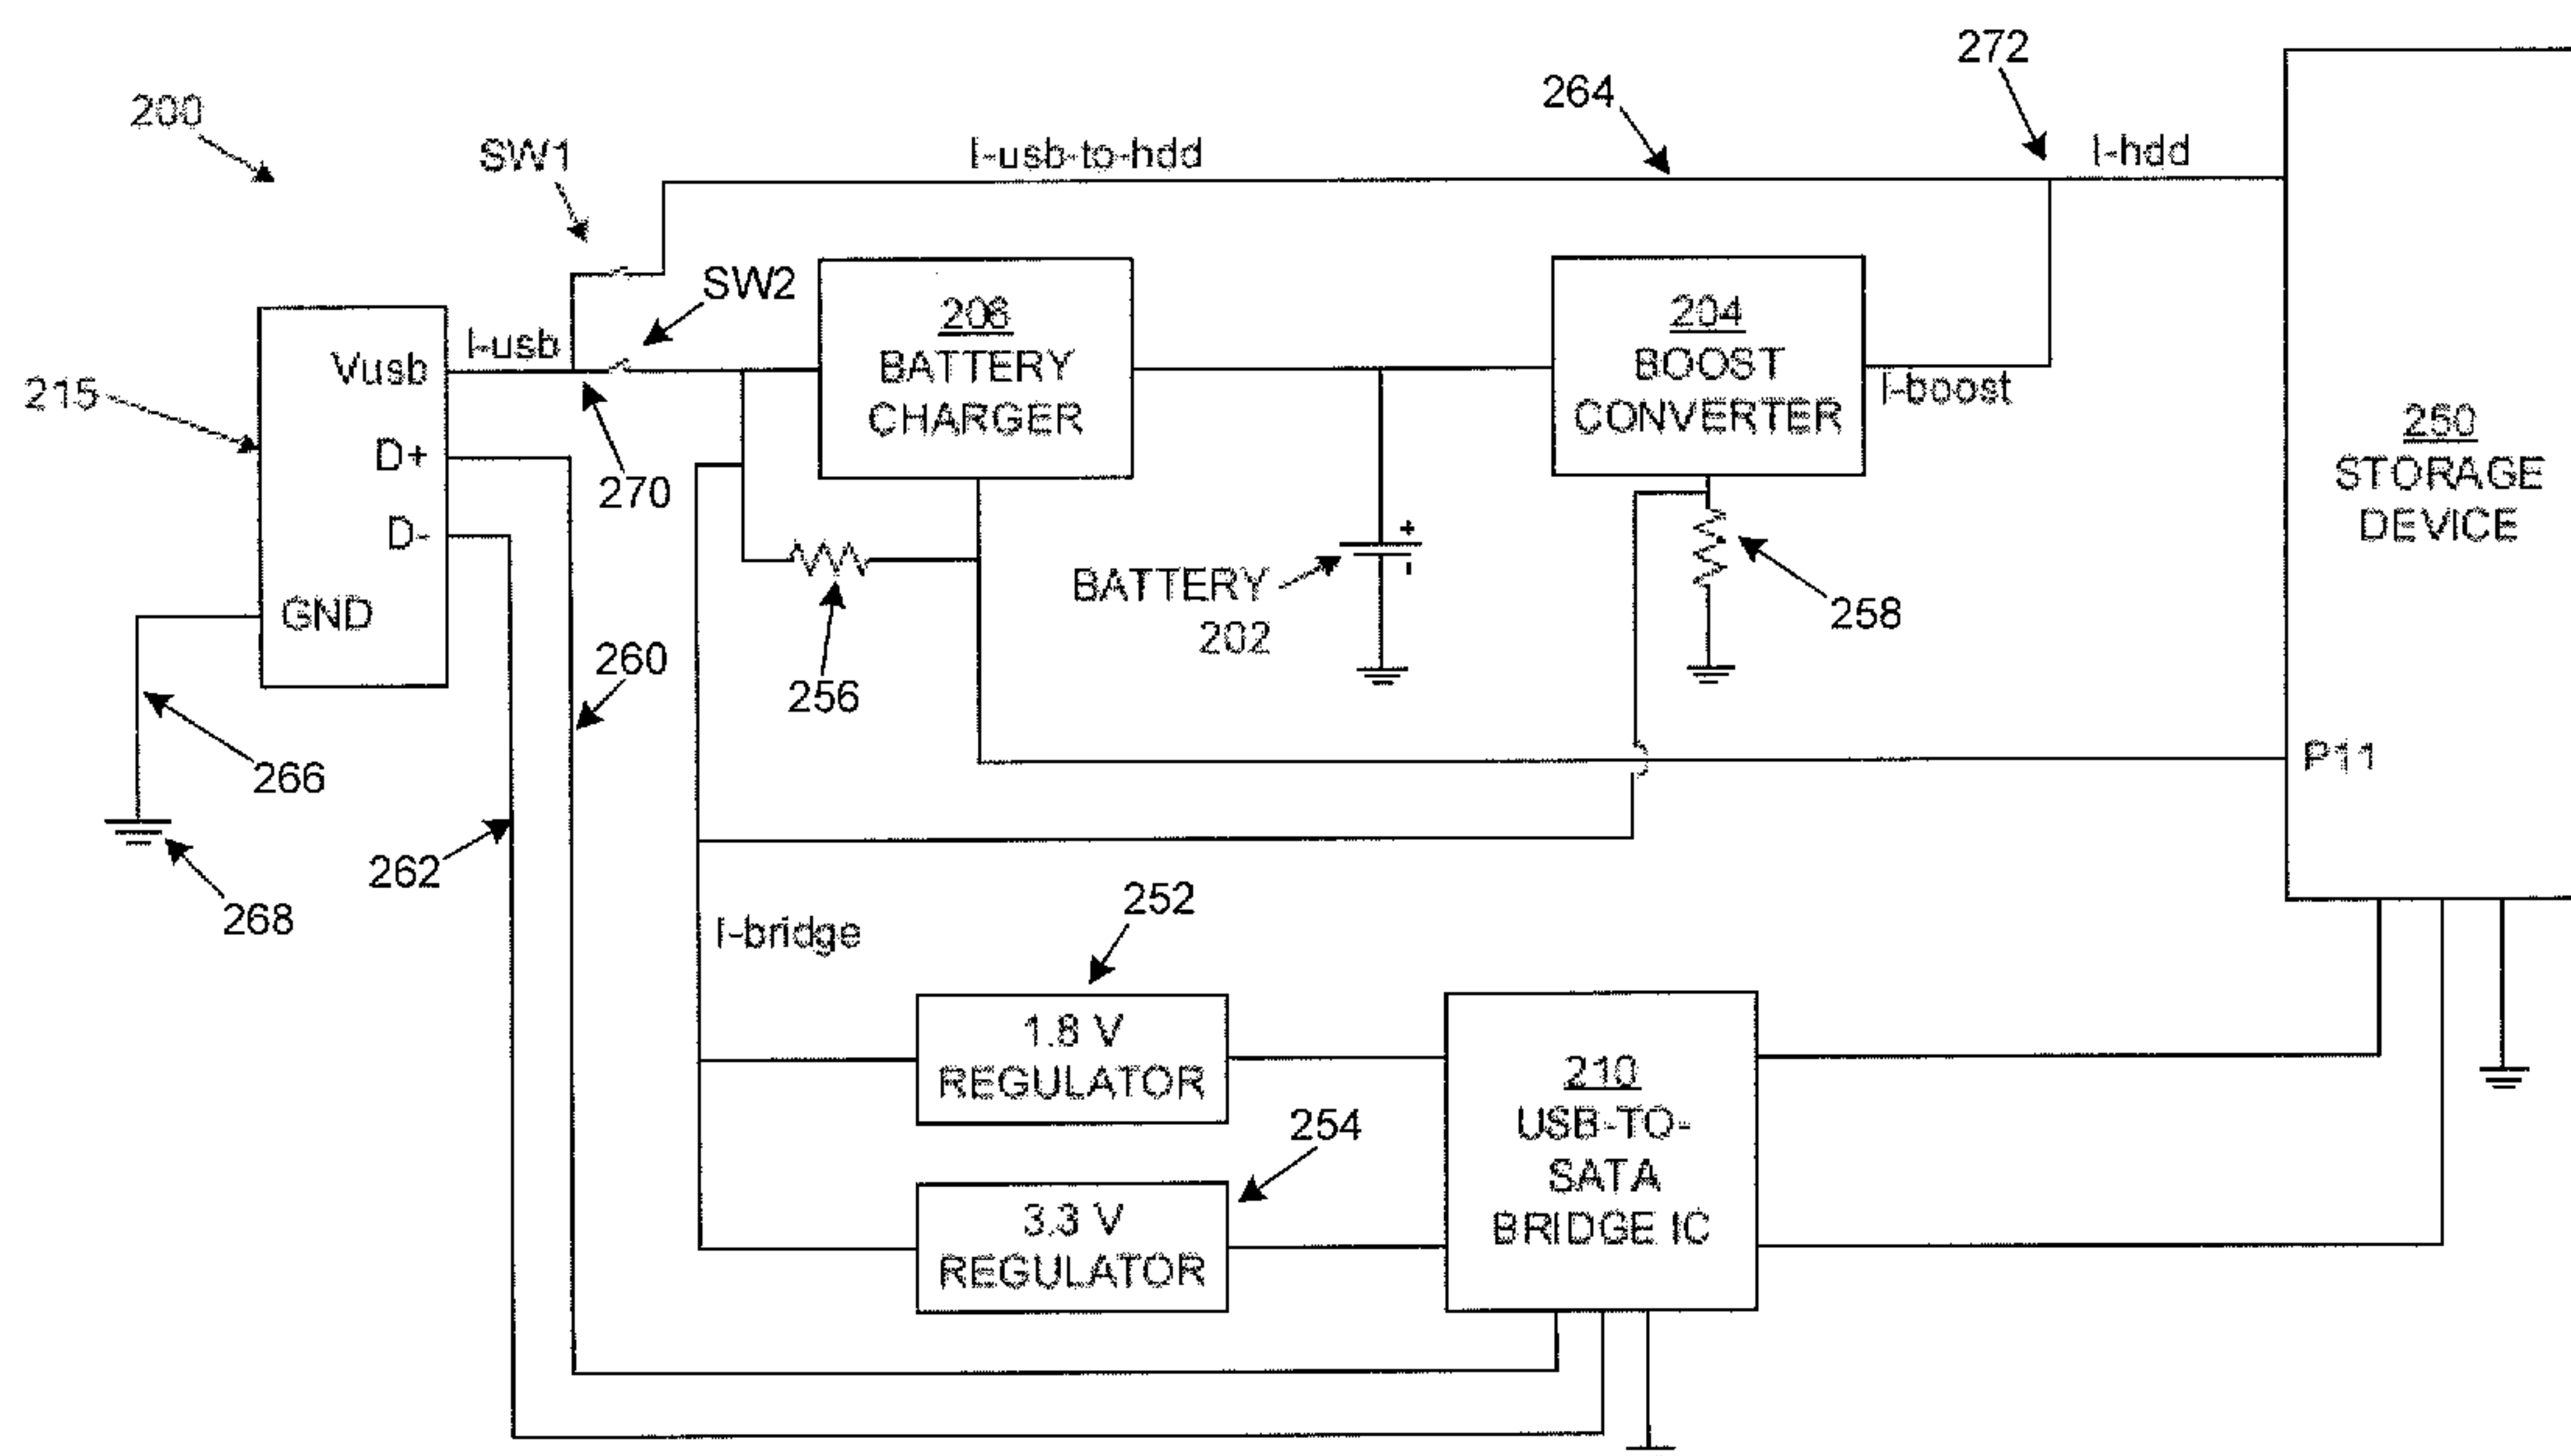 200
SW1
I-usb-to-hdd
264
272
I-hdd
SW2
I-usb
215
Vusb
D+
D-
GND
270
206
BATTERY
CHARGER
204
BOOST
CONVERTER
I-boost
250
STORAGE
DEVICE
+
-
BATTERY
202
256
258
260
266
262
268
P11
I-bridge
252
1.8 V
REGULATOR
254
3.3 V
REGULATOR
210
USB-TO-
SATA
BRIDGE IC